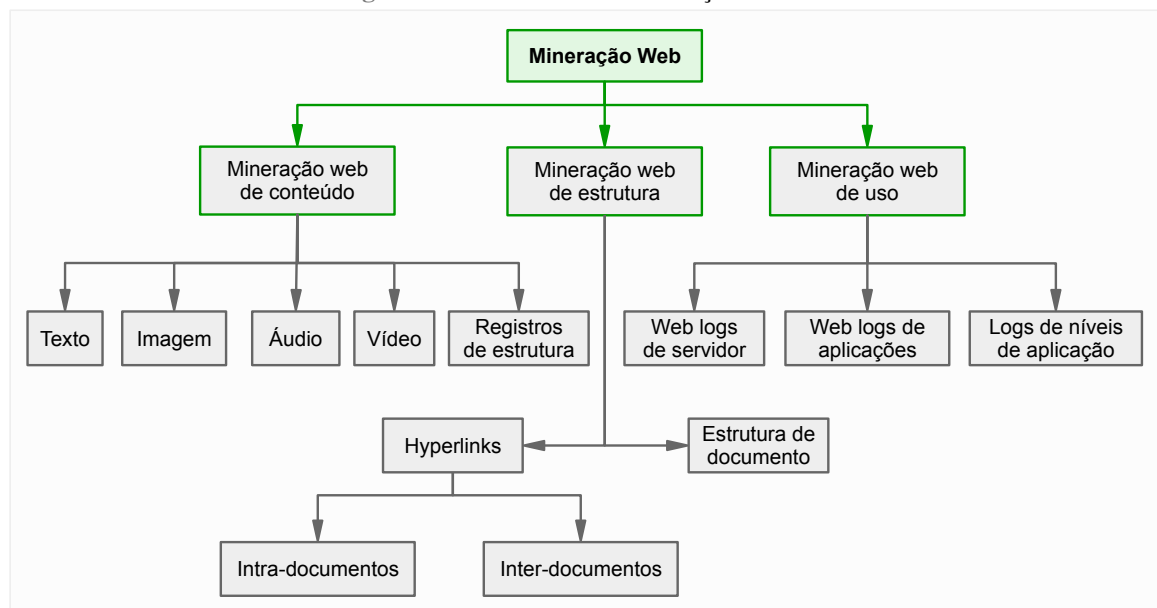 Mineração Web
Mineração web
de conteúdo
Mineração web
de estrutura
Mineração web
de uso
Texto
Imagem
Áudio
Vídeo
Registros
de estrutura
Web logs
de servidor
Web logs de
aplicações
Logs de níveis
de aplicação
Hyperlinks
Estrutura de
documento
Intra-documentos
Inter-documentos